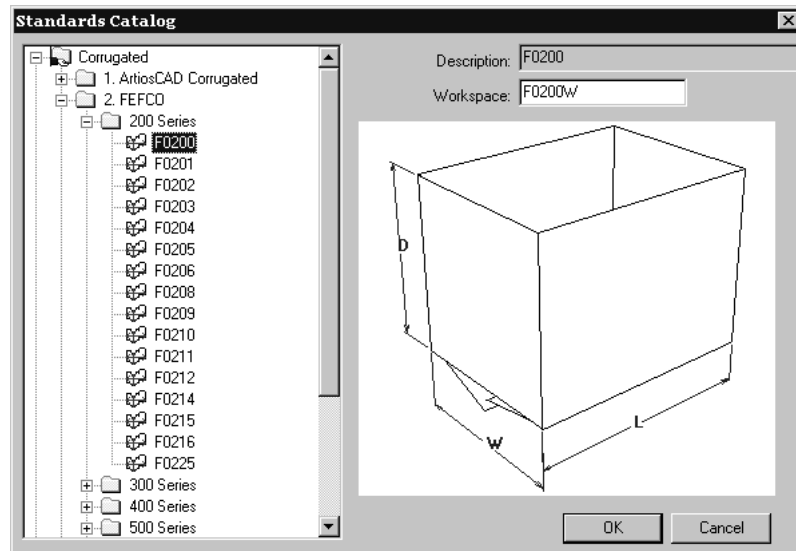 Standards Catalog
Corrugated
1. ArtiosCAD Corrugated
2. FEFCO
200 Series
F0200
F0201
F0202
F0203
F0204
F0205
F0206
F0208
F0209
F0210
F0211
F0212
F0214
F0215
F0216
F0225
300 Series
400 Series
500 Series
Description: F0200
Workspace: F0200W
D
W
L
OK
Cancel